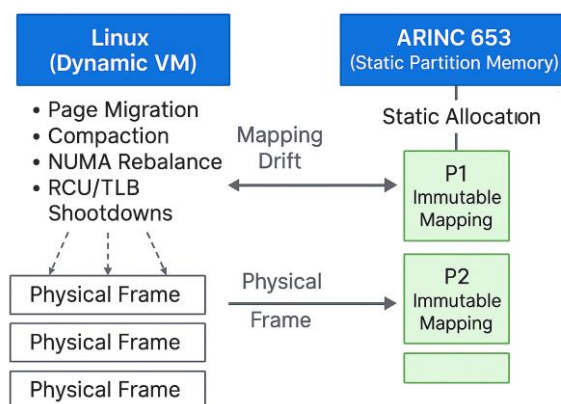 Linux
(Dynamic VM)
• Page Migration
• Compaction
• NUMA Rebalance
• RCU/TLB
Shootdowns
Physical Frame
Physical Frame
Physical Frame
Mapping
Drift
Physical
Frame
ARINC 653
(Static Partition Memory)
Static Allocation
P1
Immutable
Mapping
P2
Immutable
Mapping